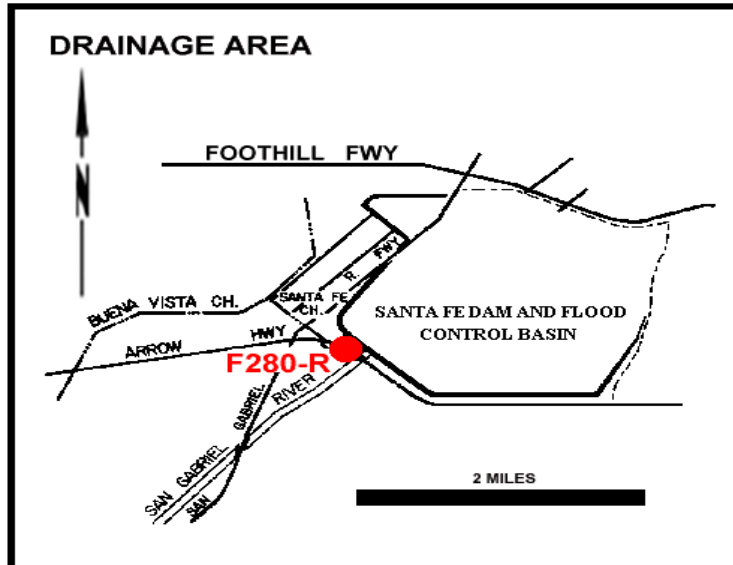 DRAINAGE AREA
N
FOOTHILL FWY
R. FWY
SANTA FE
CH.
BUENA VISTA CH.
SANTA FE DAM AND FLOOD
CONTROL BASIN
ARROW HWY
F280-R
SAN GABRIEL RIVER
SAN GABRIEL
2 MILES